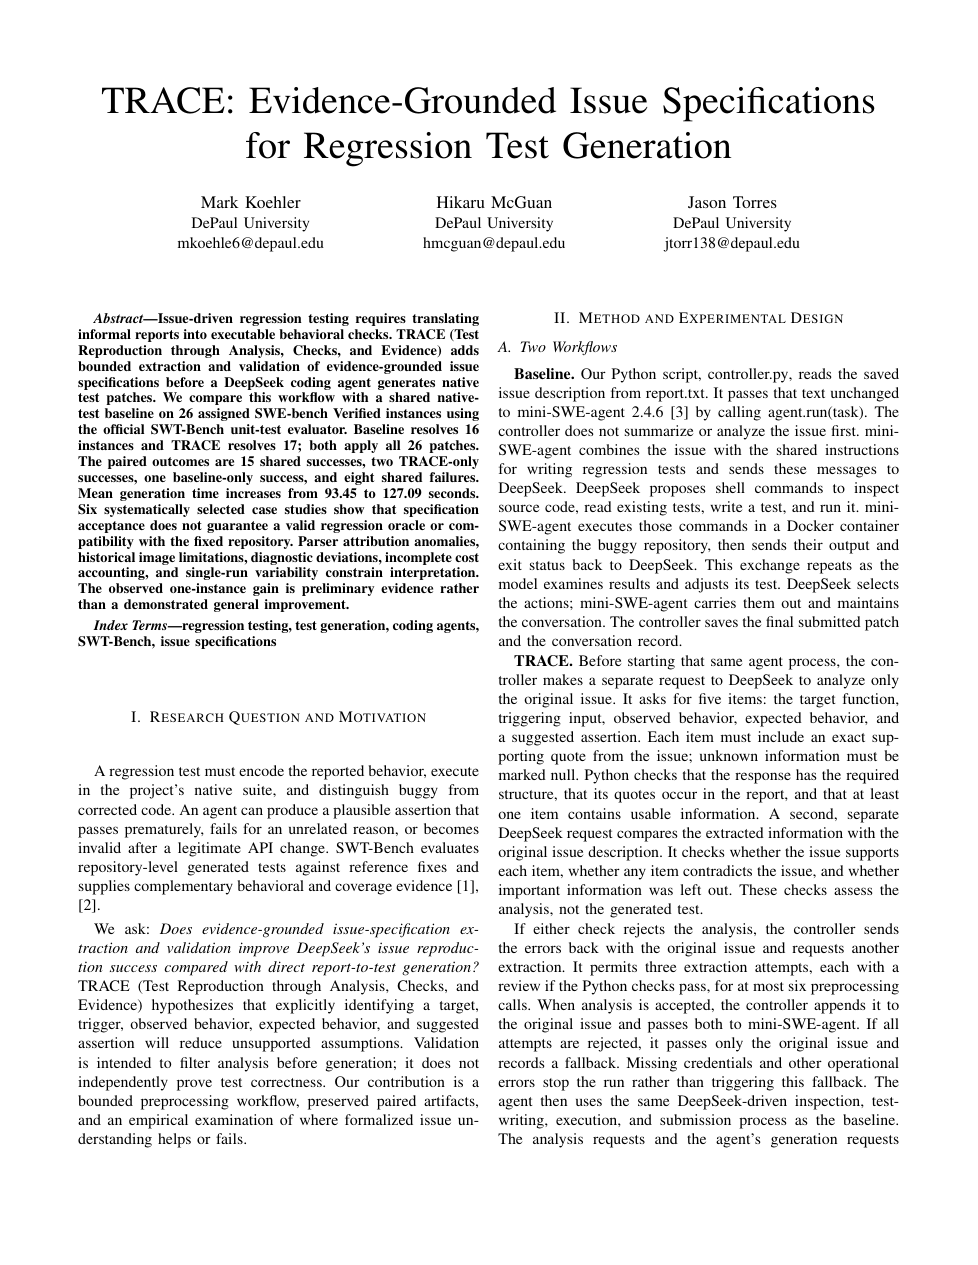 TRACE: Evidence-Grounded Issue Specifications
for Regression Test Generation
Mark Koehler
DePaul University
mkoehle6@depaul.edu
Hikaru McGuan
DePaul University
hmcguan@depaul.edu
Jason Torres
DePaul University
jtorr138@depaul.edu
Abstract—Issue-driven regression testing requires translating
informal reports into executable behavioral checks. TRACE (Test
Reproduction through Analysis, Checks, and Evidence) adds
bounded extraction and validation of evidence-grounded issue
specifications before a DeepSeek coding agent generates native
test patches. We compare this workflow with a shared native-
test baseline on 26 assigned SWE-bench Verified instances using
the official SWT-Bench unit-test evaluator. Baseline resolves 16
instances and TRACE resolves 17; both apply all 26 patches.
The paired outcomes are 15 shared successes, two TRACE-only
successes, one baseline-only success, and eight shared failures.
Mean generation time increases from 93.45 to 127.09 seconds.
Six systematically selected case studies show that specification
acceptance does not guarantee a valid regression oracle or com-
patibility with the fixed repository. Parser attribution anomalies,
historical image limitations, diagnostic deviations, incomplete cost
accounting, and single-run variability constrain interpretation.
The observed one-instance gain is preliminary evidence rather
than a demonstrated general improvement.
Index Terms—regression testing, test generation, coding agents,
SWT-Bench, issue specifications
I. RESEARCH QUESTION AND MOTIVATION
A regression test must encode the reported behavior, execute
in the project's native suite, and distinguish buggy from
corrected code. An agent can produce a plausible assertion that
passes prematurely, fails for an unrelated reason, or becomes
invalid after a legitimate API change. SWT-Bench evaluates
repository-level generated tests against reference fixes and
supplies complementary behavioral and coverage evidence [1],
[2].
We ask: Does evidence-grounded issue-specification ex-
traction and validation improve DeepSeek's issue reproduc-
tion success compared with direct report-to-test generation?
TRACE (Test Reproduction through Analysis, Checks, and
Evidence) hypothesizes that explicitly identifying a target,
trigger, observed behavior, expected behavior, and suggested
assertion will reduce unsupported assumptions. Validation
is intended to filter analysis before generation; it does not
independently prove test correctness. Our contribution is a
bounded preprocessing workflow, preserved paired artifacts,
and an empirical examination of where formalized issue un-
derstanding helps or fails.
II. METHOD AND EXPERIMENTAL DESIGN
A. Two Workflows
Baseline. Our Python script, controller.py, reads the saved
issue description from report.txt. It passes that text unchanged
to mini-SWE-agent 2.4.6 [3] by calling agent.run(task). The
controller does not summarize or analyze the issue first. mini-
SWE-agent combines the issue with the shared instructions
for writing regression tests and sends these messages to
DeepSeek. DeepSeek proposes shell commands to inspect
source code, read existing tests, write a test, and run it. mini-
SWE-agent executes those commands in a Docker container
containing the buggy repository, then sends their output and
exit status back to DeepSeek. This exchange repeats as the
model examines results and adjusts its test. DeepSeek selects
the actions; mini-SWE-agent carries them out and maintains
the conversation. The controller saves the final submitted patch
and the conversation record.
TRACE. Before starting that same agent process, the con-
troller makes a separate request to DeepSeek to analyze only
the original issue. It asks for five items: the target function,
triggering input, observed behavior, expected behavior, and
a suggested assertion. Each item must include an exact sup-
porting quote from the issue; unknown information must be
marked null. Python checks that the response has the required
structure, that its quotes occur in the report, and that at least
one item contains usable information. A second, separate
DeepSeek request compares the extracted information with the
original issue description. It checks whether the issue supports
each item, whether any item contradicts the issue, and whether
important information was left out. These checks assess the
analysis, not the generated test.
If either check rejects the analysis, the controller sends
the errors back with the original issue and requests another
extraction. It permits three extraction attempts, each with a
review if the Python checks pass, for at most six preprocessing
calls. When analysis is accepted, the controller appends it to
the original issue and passes both to mini-SWE-agent. If all
attempts are rejected, it passes only the original issue and
records a fallback. Missing credentials and other operational
errors stop the run rather than triggering this fallback. The
agent then uses the same DeepSeek-driven inspection, test-
writing, execution, and submission process as the baseline.
The analysis requests and the agent's generation requests